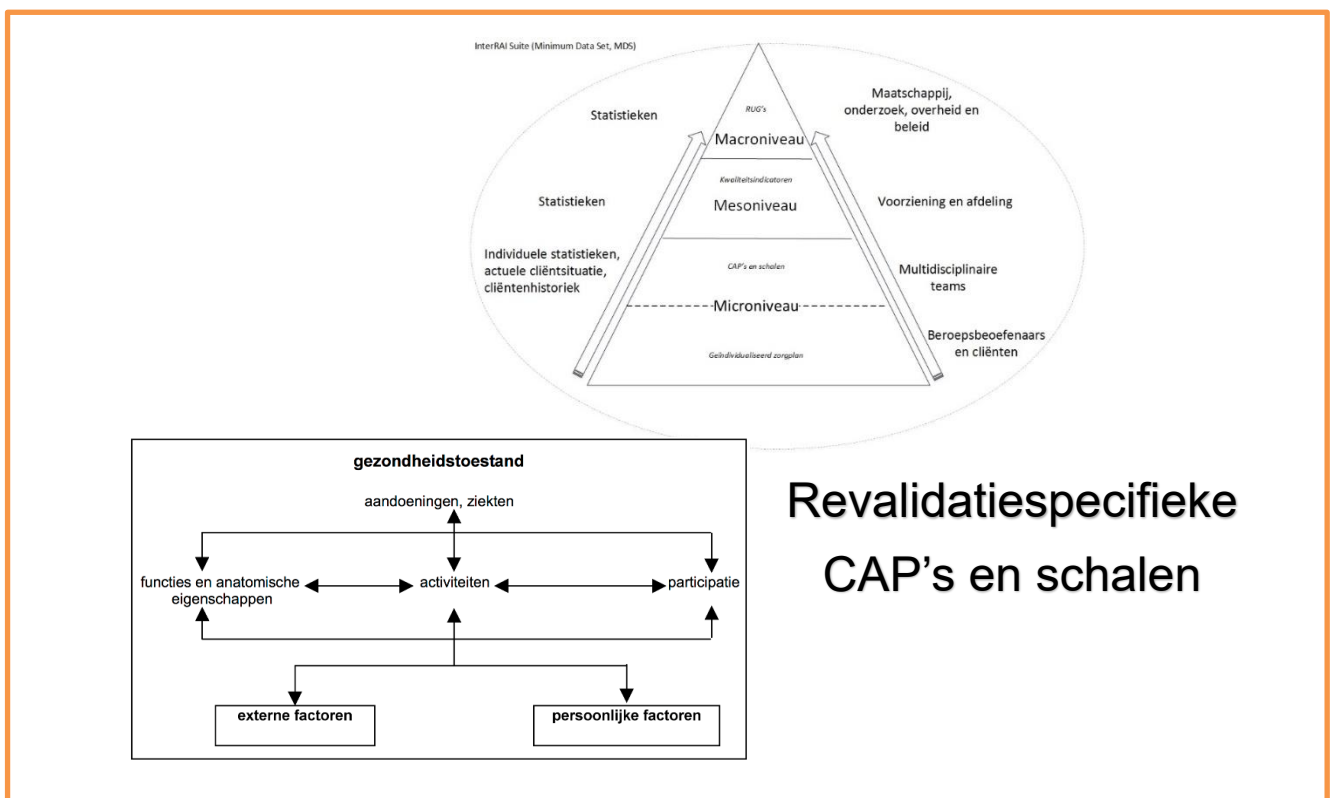 InterRAI Suite (Minimum Data Set, MDS)
Statistieken
RUG's
Macroniveau
Maatschappij,
onderzoek, overheid en
beleid
Statistieken
Kwaliteitsindicatoren
Mesoniveau
Voorziening en afdeling
Individuele statistieken,
actuele cliëntsituatie,
cliëntenhistoriek
CAP's en schalen
Microniveau
Multidisciplinaire
teams
Geïndividualiseerd zorgplan
Beroepsbeoefenaars
en cliënten
gezondheidstoestand
aandoeningen, ziekten
functies en anatomische
eigenschappen
activiteiten
participatie
externe factoren
persoonlijke factoren
Revalidatiespecifieke
CAP's en schalen